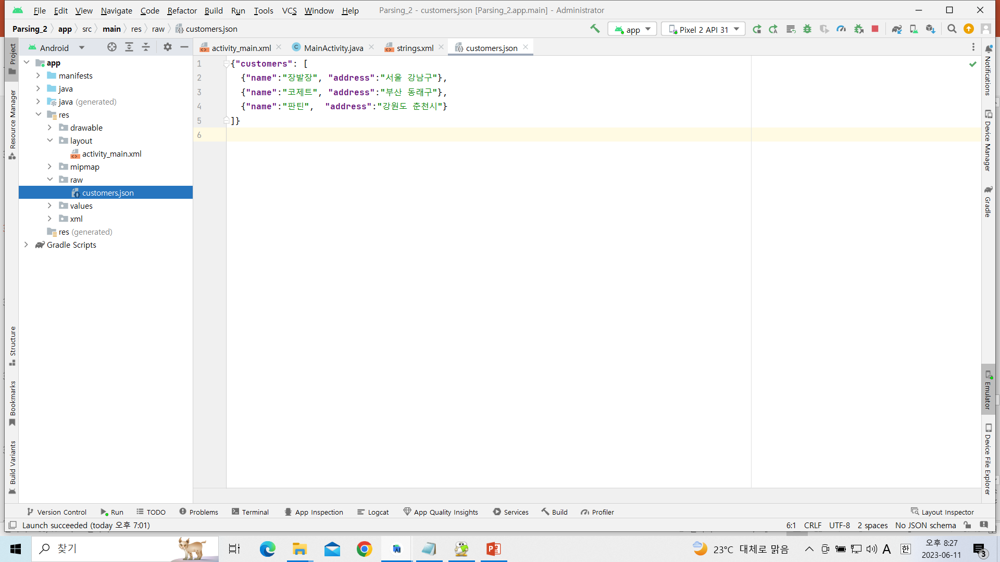 File Edit View Navigate Code Refactor Build Run Tools VCS Window Help Parsing_2 - customers.json [Parsing_2.app.main] - Administrator
Parsing_2 app src main res raw customers.json app Pixel 2 API 31
Project
Resource Manager
Structure
Bookmarks
Build Variants
Android
app
manifests
java
java (generated)
res
drawable
layout
activity_main.xml
mipmap
raw
customers.json
values
xml
res (generated)
Gradle Scripts
activity_main.xml MainActivity.java strings.xml customers.json
1 {"customers": [
2 {"name":"장발장", "address":"서울 강남구"},
3 {"name":"코제트", "address":"부산 동래구"},
4 {"name":"판틴", "address":"강원도 춘천시"}
5 ]}
6
Notifications
Device Manager
Gradle
Emulator
Device File Explorer
Version Control Run TODO Problems Terminal App Inspection Logcat App Quality Insights Services Build Profiler Layout Inspector
Launch succeeded (today 오후 7:01) 6:1 CRLF UTF-8 2 spaces No JSON schema
찾기 23°C 대체로 맑음 A 한 오후 8:27
2023-06-11 3